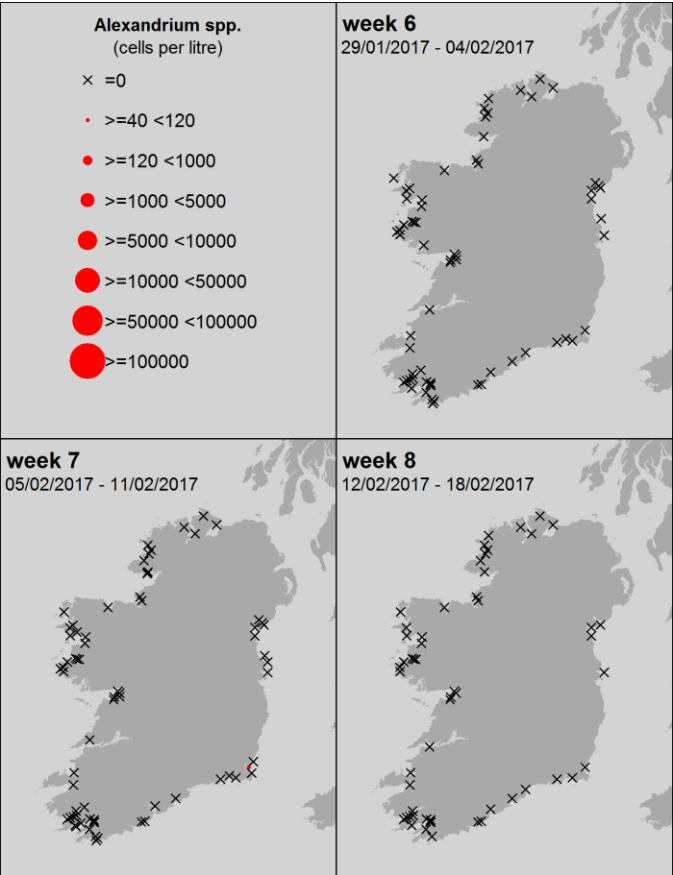 Alexandrium spp.
(cells per litre)
=0
>=40 <120
>=120 <1000
>=1000 <5000
>=5000 <10000
>=10000 <50000
>=50000 <100000
>=100000
week 6
29/01/2017 - 04/02/2017
week 7
05/02/2017 - 11/02/2017
week 8
12/02/2017 - 18/02/2017